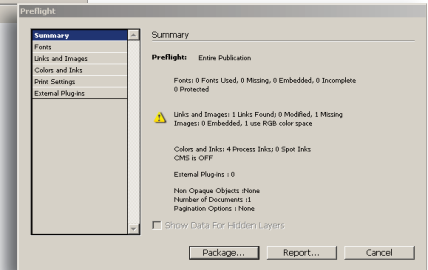 Preflight
Summary
Fonts
Links and Images
Colors and Inks
Print Settings
External Plug-ins
Summary
Preflight: Entire Publication
Fonts: 0 Fonts Used, 0 Missing, 0 Embedded, 0 Incomplete
0 Protected
Links and Images: 1 Links Found; 0 Modified, 1 Missing
Images: 0 Embedded, 1 use RGB color space
Colors and Inks: 4 Process Inks; 0 Spot Inks
CMS is OFF
External Plug-ins : 0
Non Opaque Objects :None
Number of Documents :1
Pagination Options : None
Show Data For Hidden Layers
Package... Report... Cancel